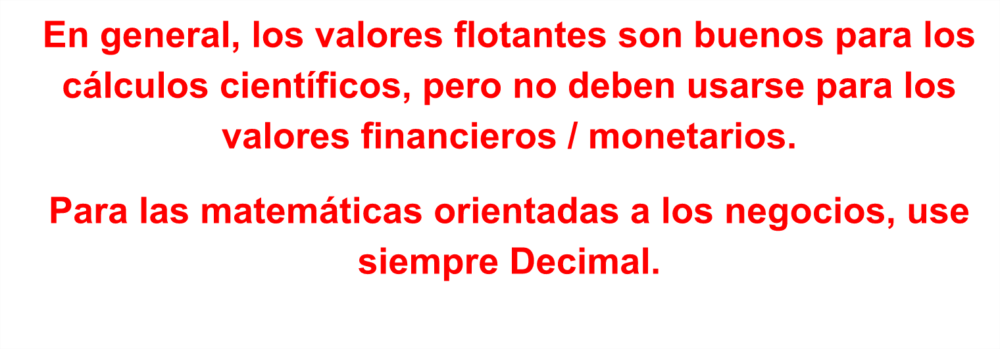 En general, los valores flotantes son buenos para los
cálculos científicos, pero no deben usarse para los
valores financieros / monetarios.
Para las matemáticas orientadas a los negocios, use
siempre Decimal.